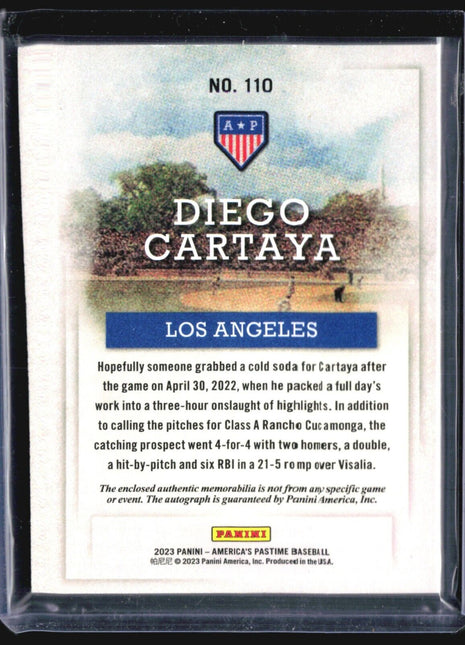 NO. 110
A ★ P
DIEGO
CARTAYA
LOS ANGELES
Hopefully someone grabbed a cold soda for Cartaya after
the game on April 30, 2022, when he packed a full day's
work into a three-hour onslaught of highlights. In addition
to calling the pitches for Class A Rancho Cucamonga, the
catching prospect went 4-for-4 with two homers, a double,
a hit-by-pitch and six RBI in a 21-5 romp over Visalia.
The enclosed authentic memorabilia is not from any specific game
or event. The autograph is guaranteed by Panini America, Inc.
PANINI
2023 PANINI – AMERICA'S PASTIME BASEBALL
帕尼尼 © 2023 Panini America, Inc. Produced in the USA.